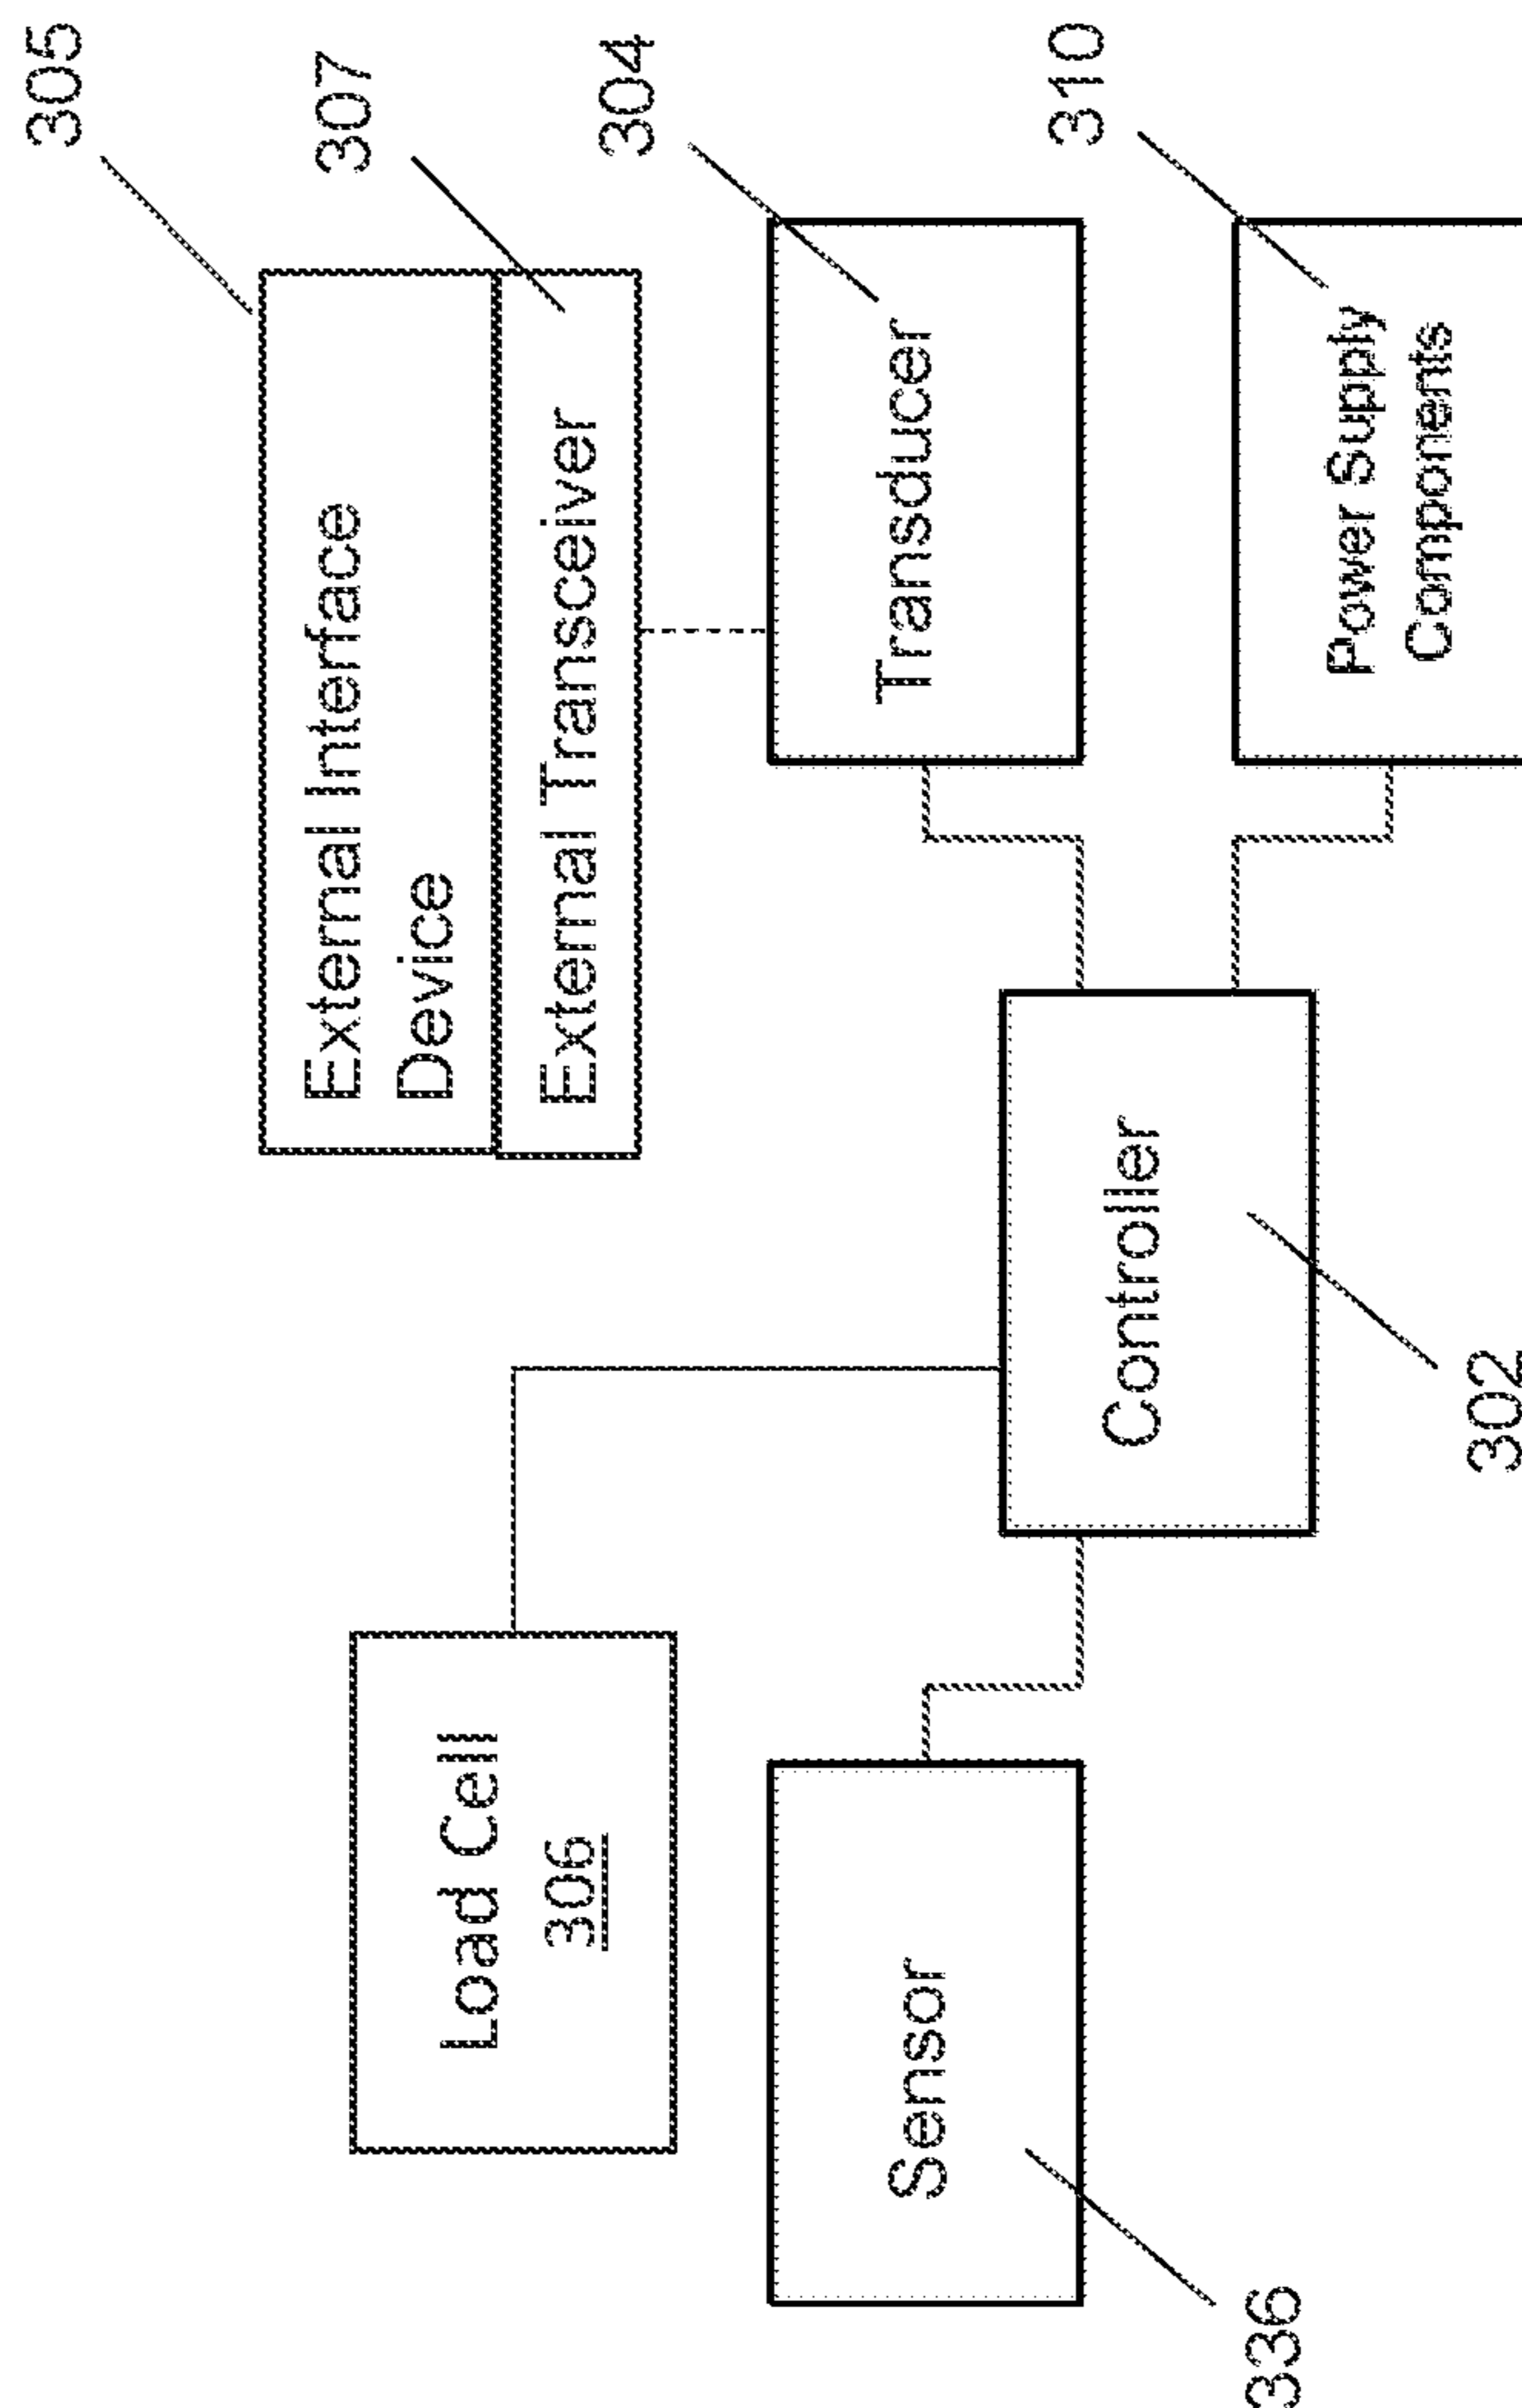 305
External Interface
Device
307
External Transceiver
Load Cell
306
304
Transducer
Sensor
336
Controller
302
310
Power Supply
Components